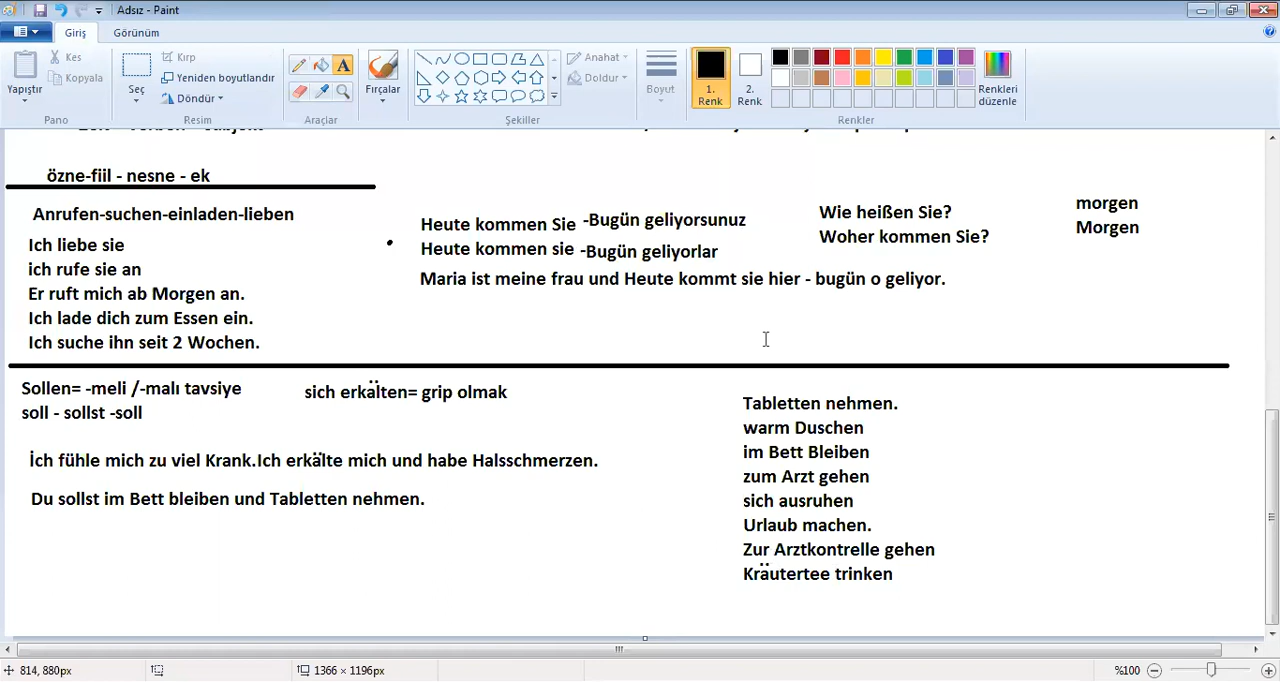 Adsız - Paint
Giriş
Görünüm
Yapıştır
Kes
Kopyala
Pano
Seç
Kırp
Yeniden boyutlandır
Döndür
Resim
A
Araçlar
Fırçalar
Şekiller
Anahat
Doldur
Boyut
1. Renk
2. Renk
Renkleri düzenle
Renkler
özne-fiil - nesne - ek
Anrufen-suchen-einladen-lieben
Ich liebe sie
ich rufe sie an
Er ruft mich ab Morgen an.
Ich lade dich zum Essen ein.
Ich suche ihn seit 2 Wochen.
Heute kommen Sie -Bugün geliyorsunuz
Heute kommen sie -Bugün geliyorlar
Maria ist meine frau und Heute kommt sie hier - bugün o geliyor.
Wie heißen Sie?
Woher kommen Sie?
morgen
Morgen
Sollen= -meli /-malı tavsiye
soll - sollst -soll
sich erkälten= grip olmak
İch fühle mich zu viel Krank.Ich erkälte mich und habe Halsschmerzen.
Du sollst im Bett bleiben und Tabletten nehmen.
Tabletten nehmen.
warm Duschen
im Bett Bleiben
zum Arzt gehen
sich ausruhen
Urlaub machen.
Zur Arztkontrelle gehen
Kräutertee trinken
814, 880px
1366 × 1196px
%100